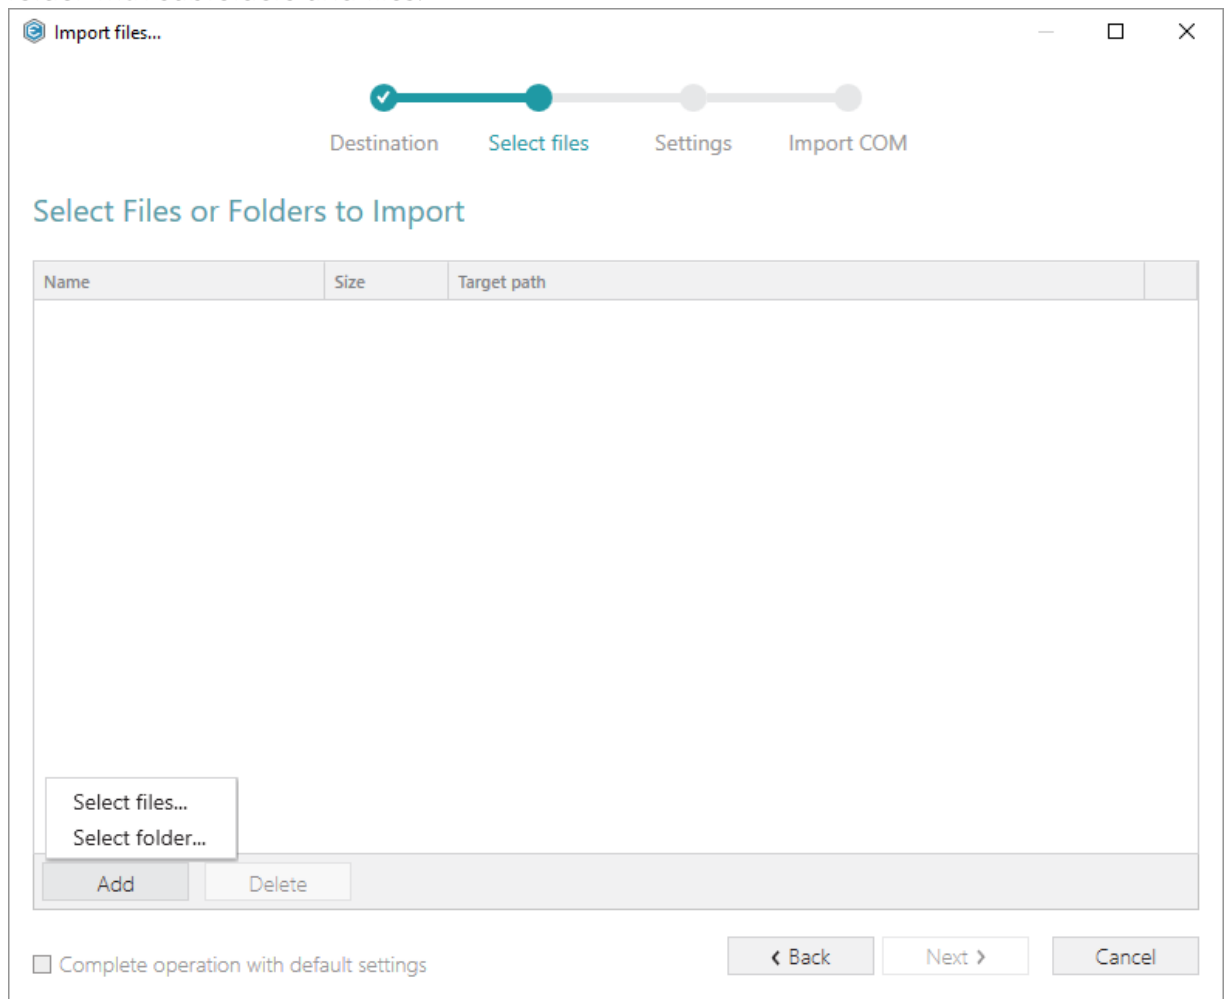 Import files...
Destination Select files Settings Import COM
Select Files or Folders to Import
Name Size Target path
Select files...
Select folder...
Add Delete
Complete operation with default settings
Back Next Cancel